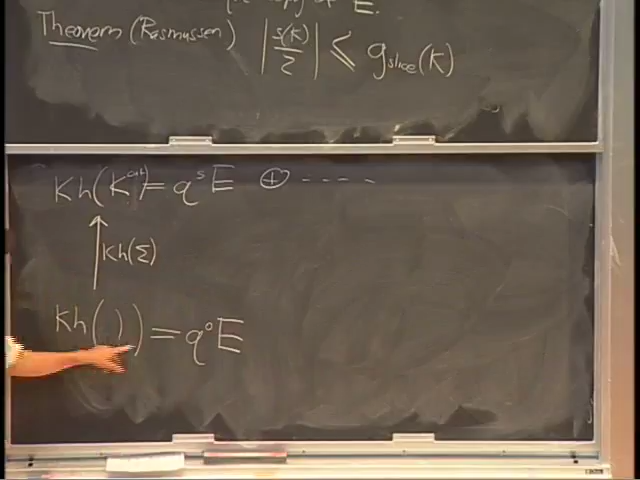 E.
Theorem (Rasmussen) |s(K)/2| ≤ g_slice(K)
Kh(K^cut) = q^s E ⊕ ----
↑ Kh(Σ)
Kh( ) ) = q^0 E